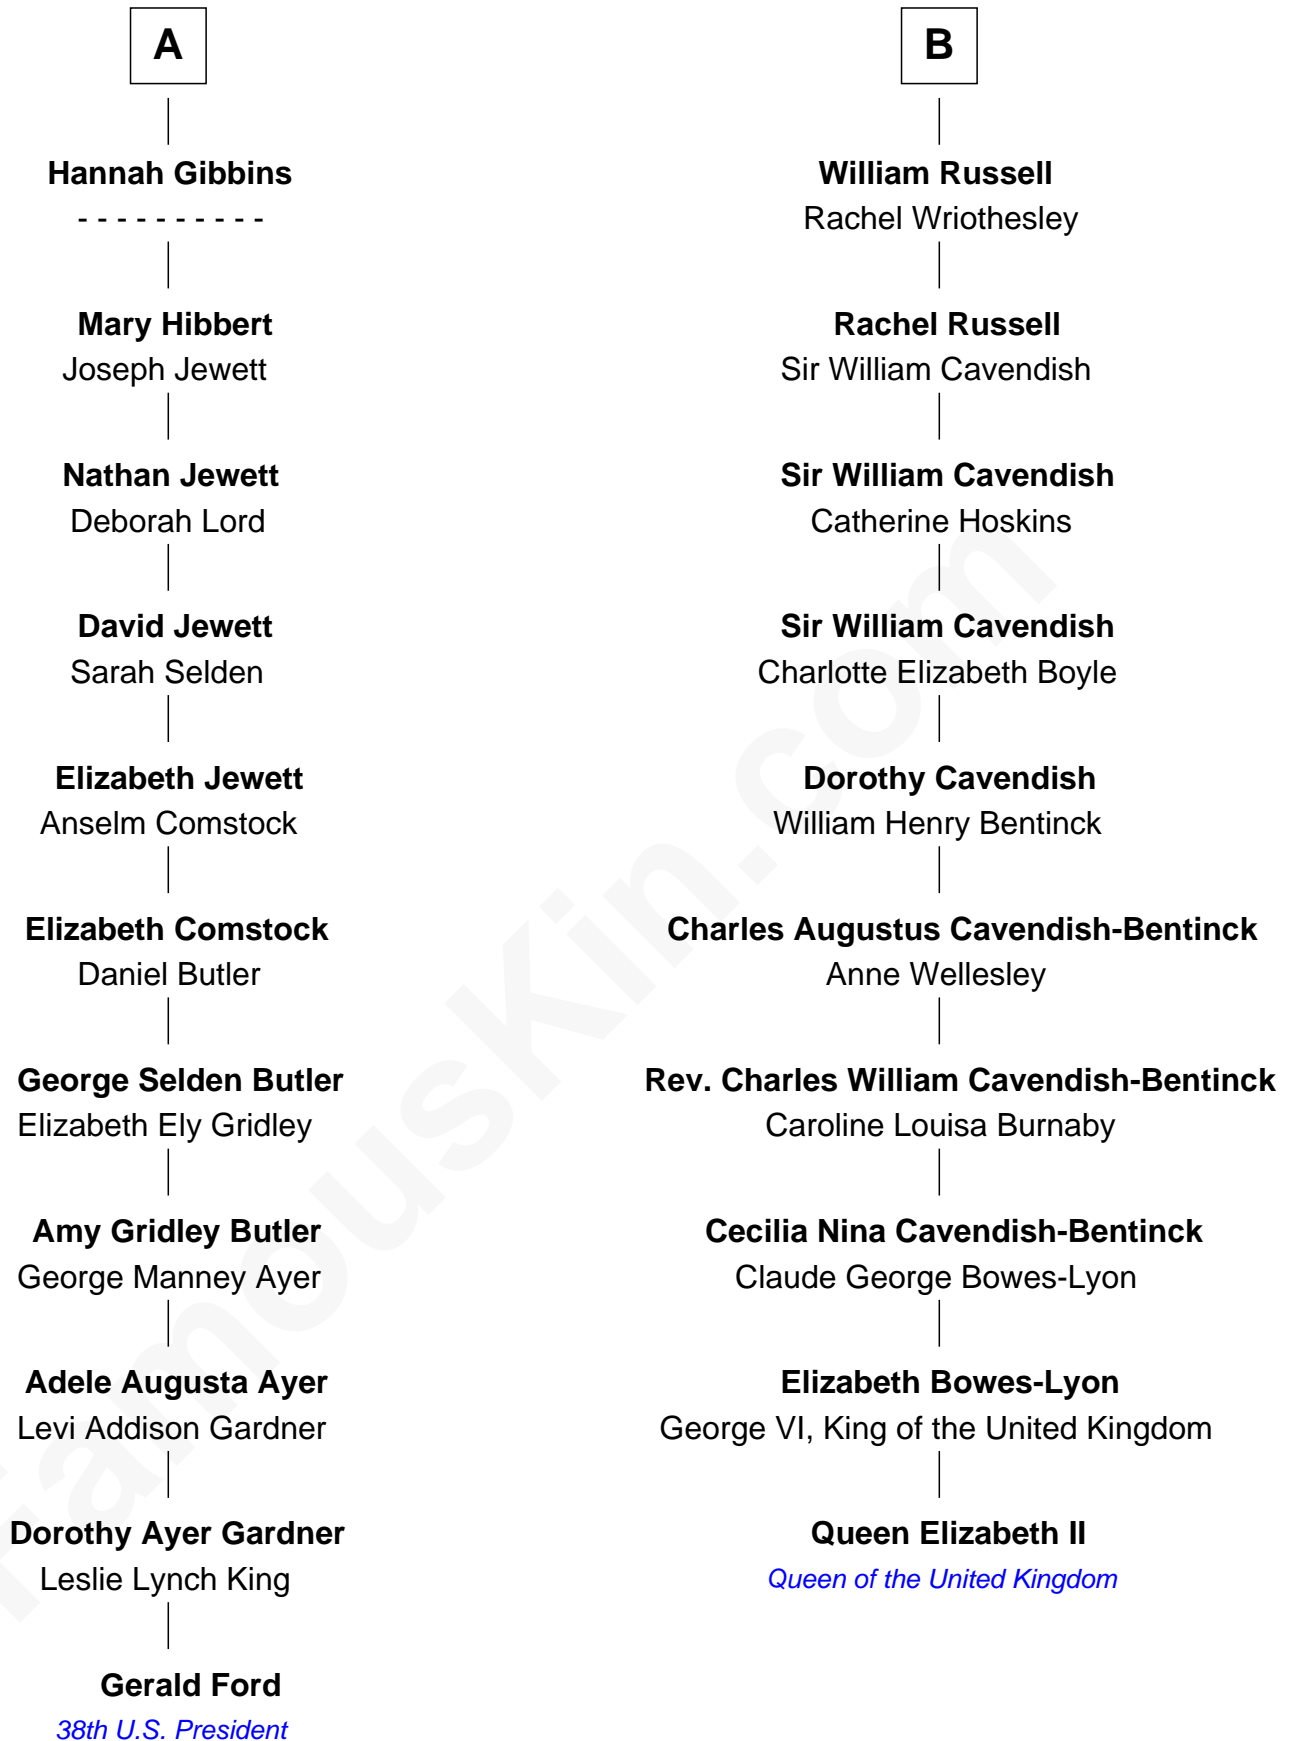 A
Hannah Gibbins
- - - - - - - - - -
Mary Hibbert
Joseph Jewett
Nathan Jewett
Deborah Lord
David Jewett
Sarah Selden
Elizabeth Jewett
Anselm Comstock
Elizabeth Comstock
Daniel Butler
George Selden Butler
Elizabeth Ely Gridley
Amy Gridley Butler
George Manney Ayer
Adele Augusta Ayer
Levi Addison Gardner
Dorothy Ayer Gardner
Leslie Lynch King
Gerald Ford
38th U.S. President
B
William Russell
Rachel Wriothesley
Rachel Russell
Sir William Cavendish
Sir William Cavendish
Catherine Hoskins
Sir William Cavendish
Charlotte Elizabeth Boyle
Dorothy Cavendish
William Henry Bentinck
Charles Augustus Cavendish-Bentinck
Anne Wellesley
Rev. Charles William Cavendish-Bentinck
Caroline Louisa Burnaby
Cecilia Nina Cavendish-Bentinck
Claude George Bowes-Lyon
Elizabeth Bowes-Lyon
George VI, King of the United Kingdom
Queen Elizabeth II
Queen of the United Kingdom
FamousKin.com